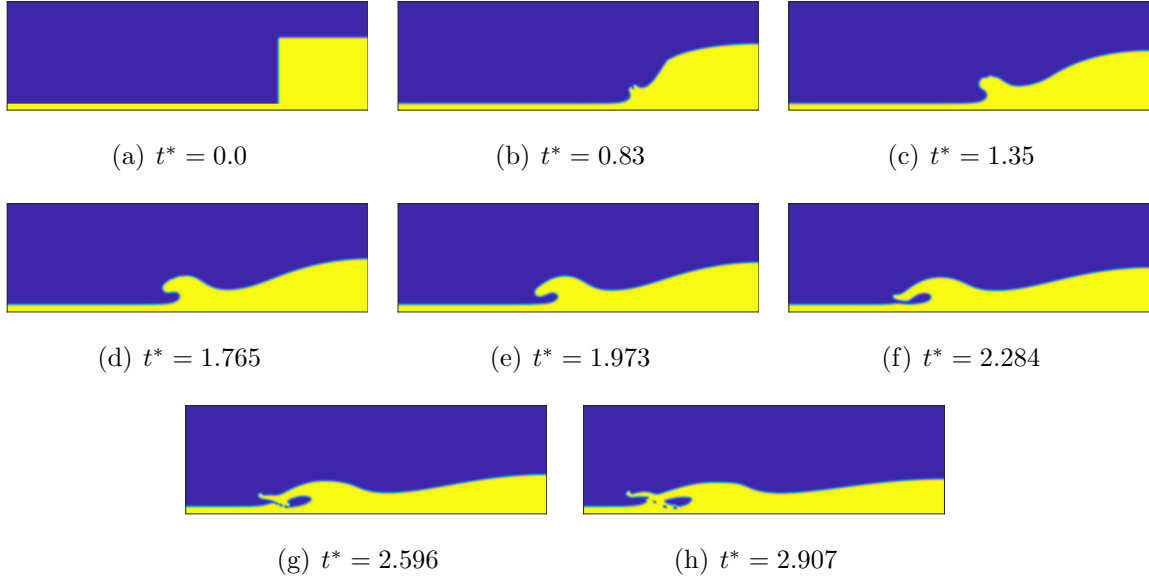 (a) t* = 0.0
(b) t* = 0.83
(c) t* = 1.35
(d) t* = 1.765
(e) t* = 1.973
(f) t* = 2.284
(g) t* = 2.596
(h) t* = 2.907